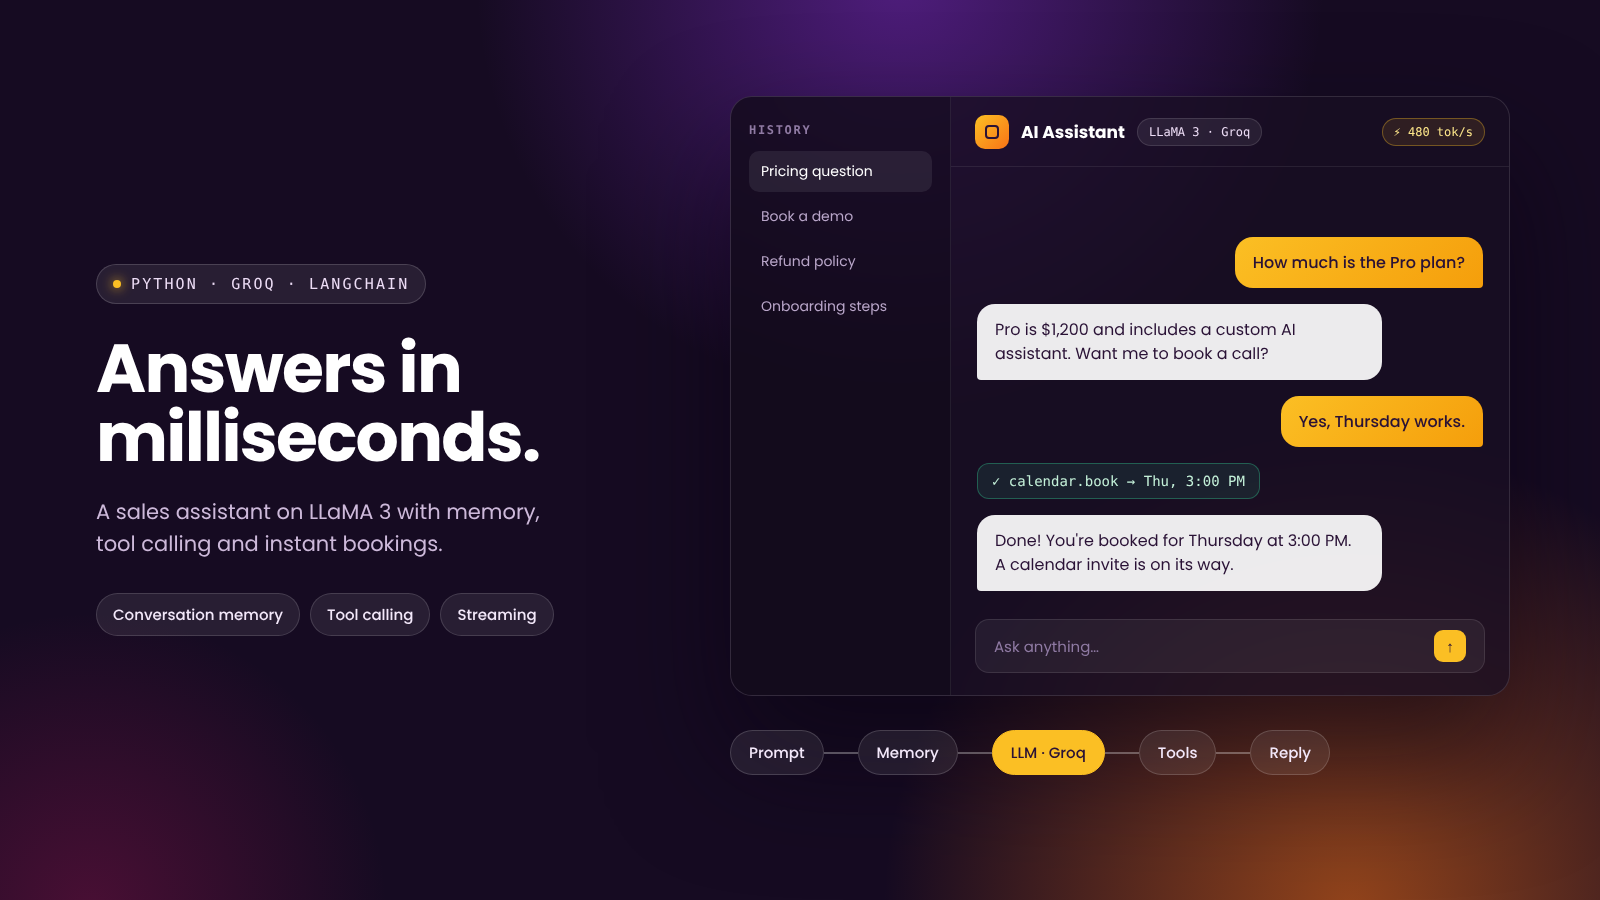 PYTHON · GROQ · LANGCHAIN
Answers in
milliseconds.
A sales assistant on LLaMA 3 with memory,
tool calling and instant bookings.
Conversation memory
Tool calling
Streaming
HISTORY
Pricing question
Book a demo
Refund policy
Onboarding steps
AI Assistant
LLaMA 3 · Groq
⚡ 480 tok/s
How much is the Pro plan?
Pro is $1,200 and includes a custom AI
assistant. Want me to book a call?
Yes, Thursday works.
✓ calendar.book → Thu, 3:00 PM
Done! You're booked for Thursday at 3:00 PM.
A calendar invite is on its way.
Ask anything…
↑
Prompt
Memory
LLM · Groq
Tools
Reply